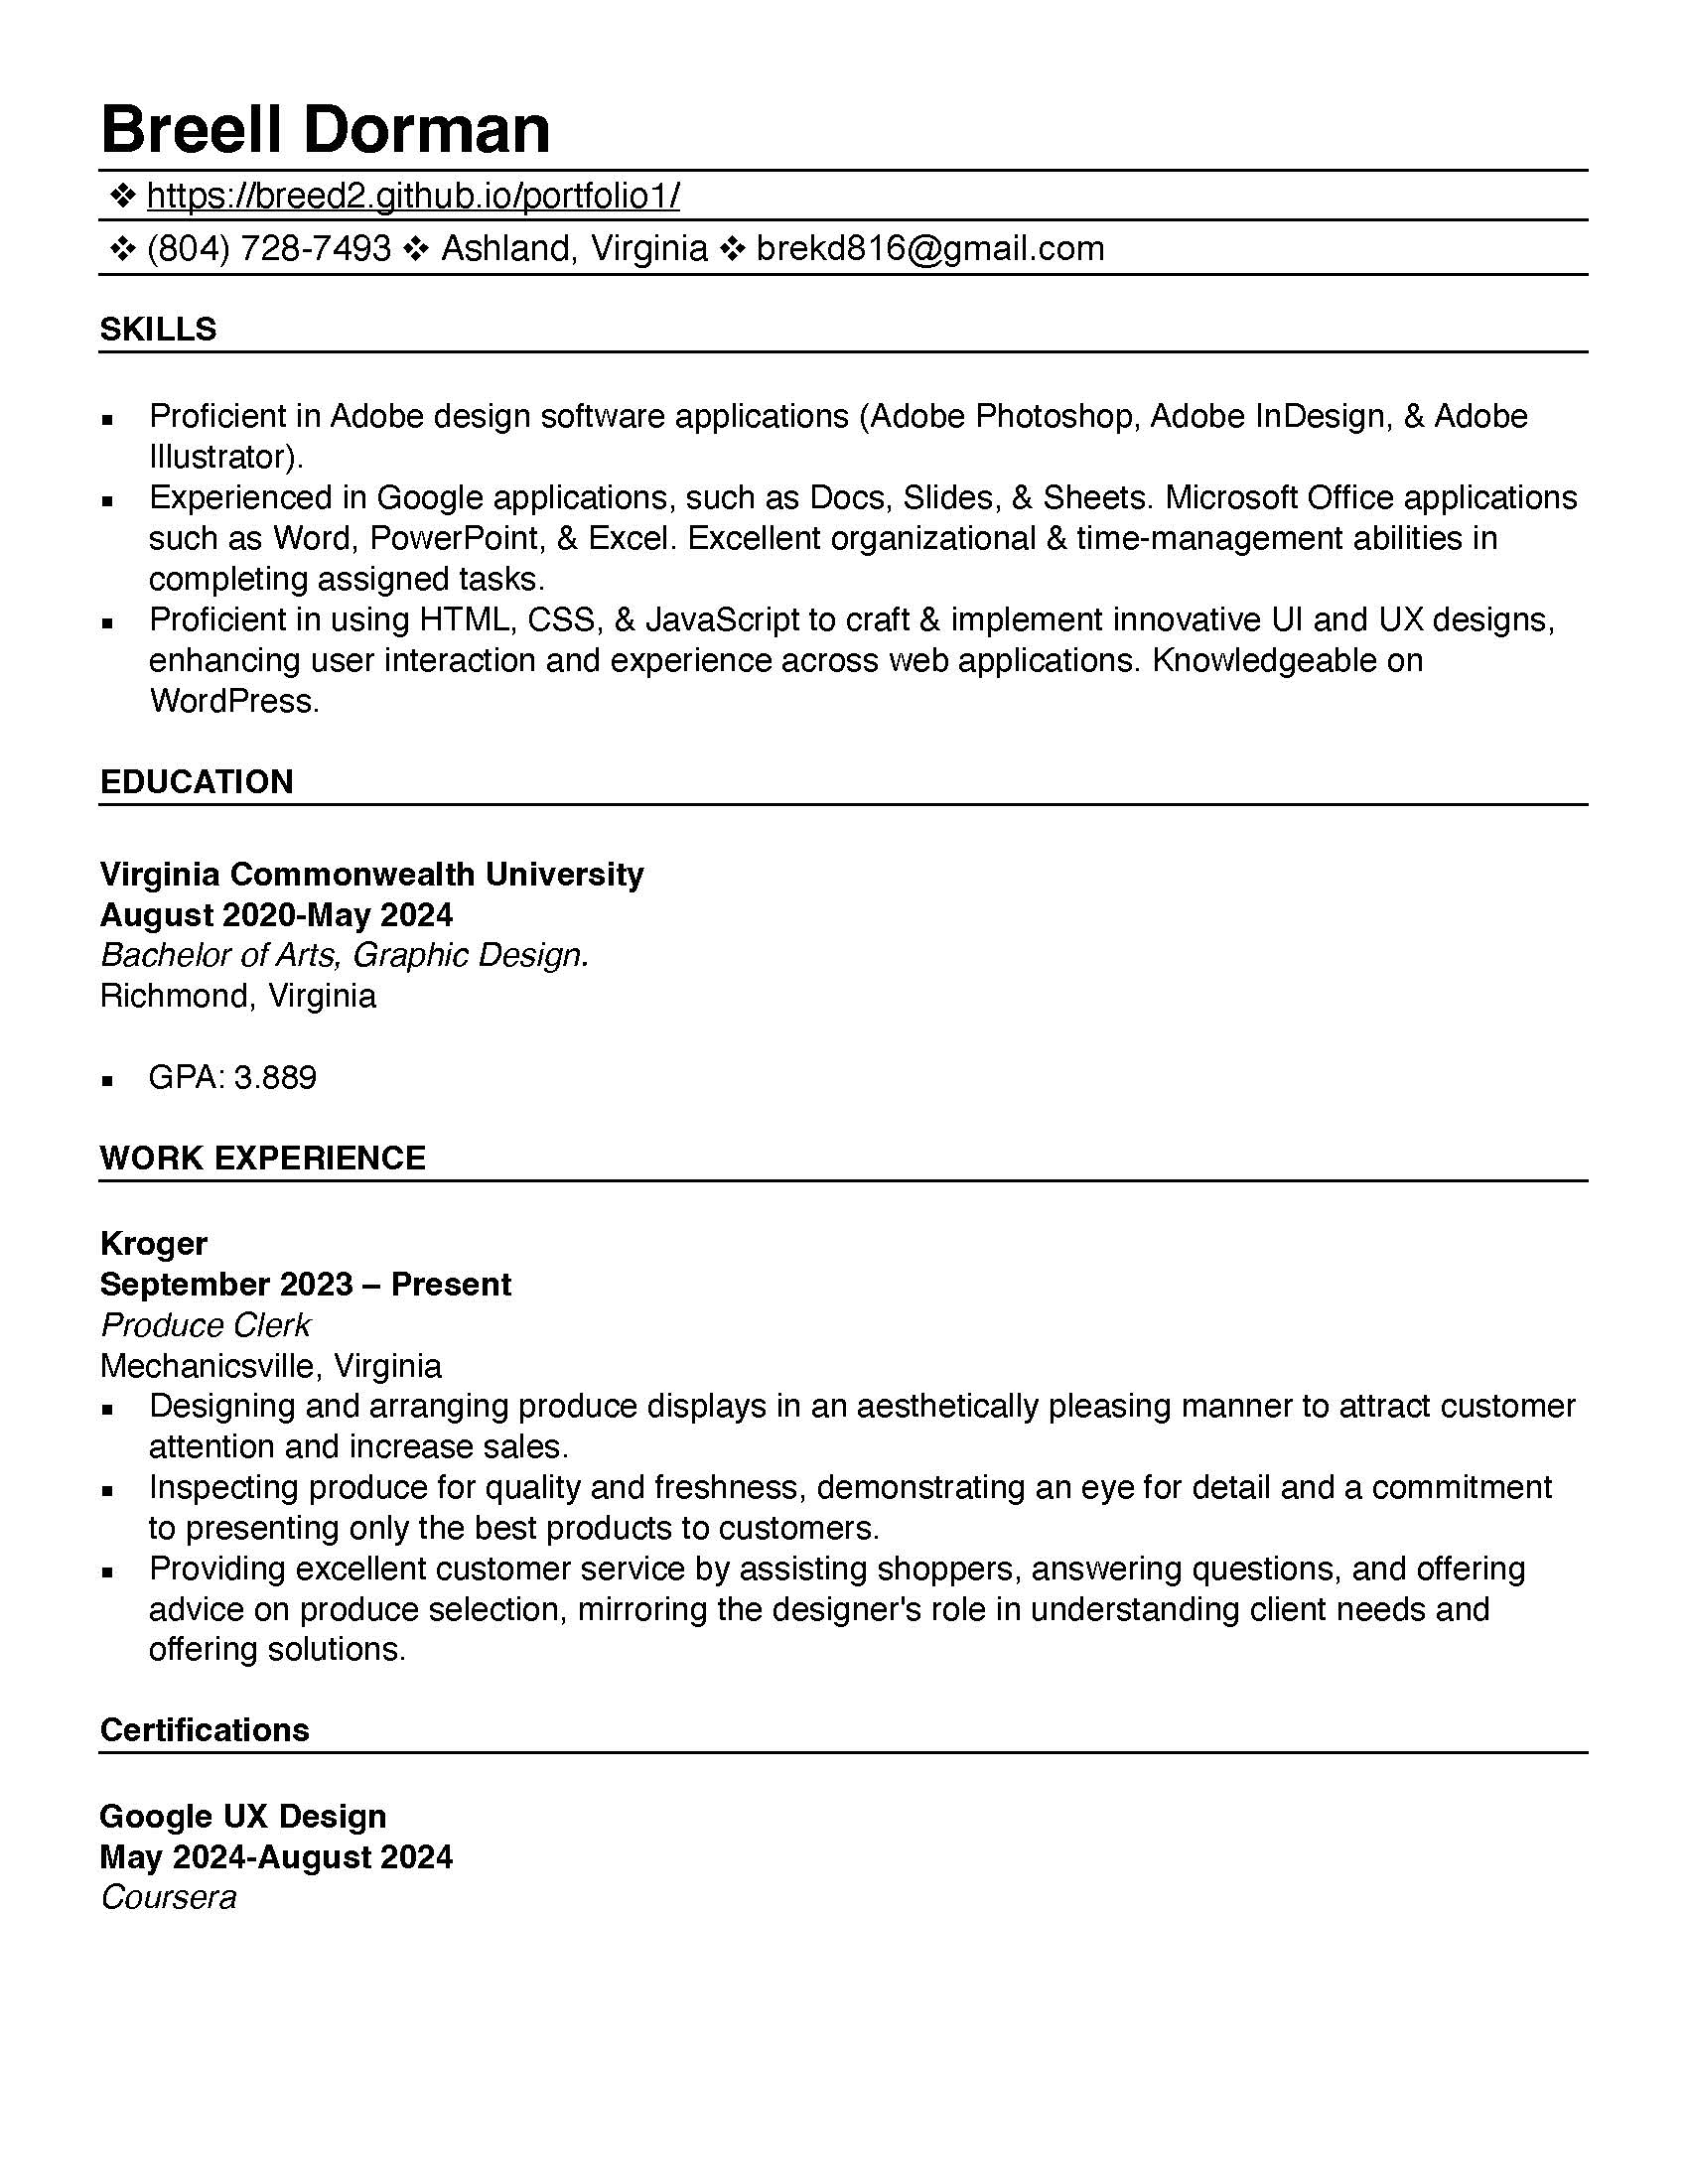 Breell Dorman
❖ https://breed2.github.io/portfolio1/
❖ (804) 728-7493 ❖ Ashland, Virginia ❖ brekd816@gmail.com
SKILLS
▪ Proficient in Adobe design software applications (Adobe Photoshop, Adobe InDesign, & Adobe
Illustrator).
▪ Experienced in Google applications, such as Docs, Slides, & Sheets. Microsoft Office applications
such as Word, PowerPoint, & Excel. Excellent organizational & time-management abilities in
completing assigned tasks.
▪ Proficient in using HTML, CSS, & JavaScript to craft & implement innovative UI and UX designs,
enhancing user interaction and experience across web applications. Knowledgeable on
WordPress.
EDUCATION
Virginia Commonwealth University
August 2020-May 2024
Bachelor of Arts, Graphic Design.
Richmond, Virginia
▪ GPA: 3.889
WORK EXPERIENCE
Kroger
September 2023 – Present
Produce Clerk
Mechanicsville, Virginia
▪ Designing and arranging produce displays in an aesthetically pleasing manner to attract customer
attention and increase sales.
▪ Inspecting produce for quality and freshness, demonstrating an eye for detail and a commitment
to presenting only the best products to customers.
▪ Providing excellent customer service by assisting shoppers, answering questions, and offering
advice on produce selection, mirroring the designer's role in understanding client needs and
offering solutions.
Certifications
Google UX Design
May 2024-August 2024
Coursera